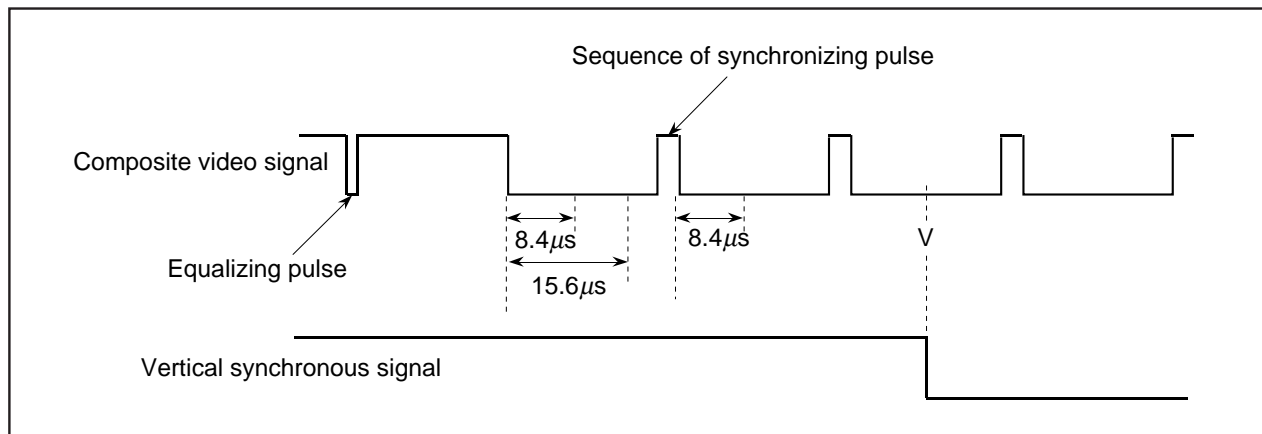 Sequence of synchronizing pulse
Composite video signal
8.4μs
8.4μs
V
Equalizing pulse
15.6μs
Vertical synchronous signal